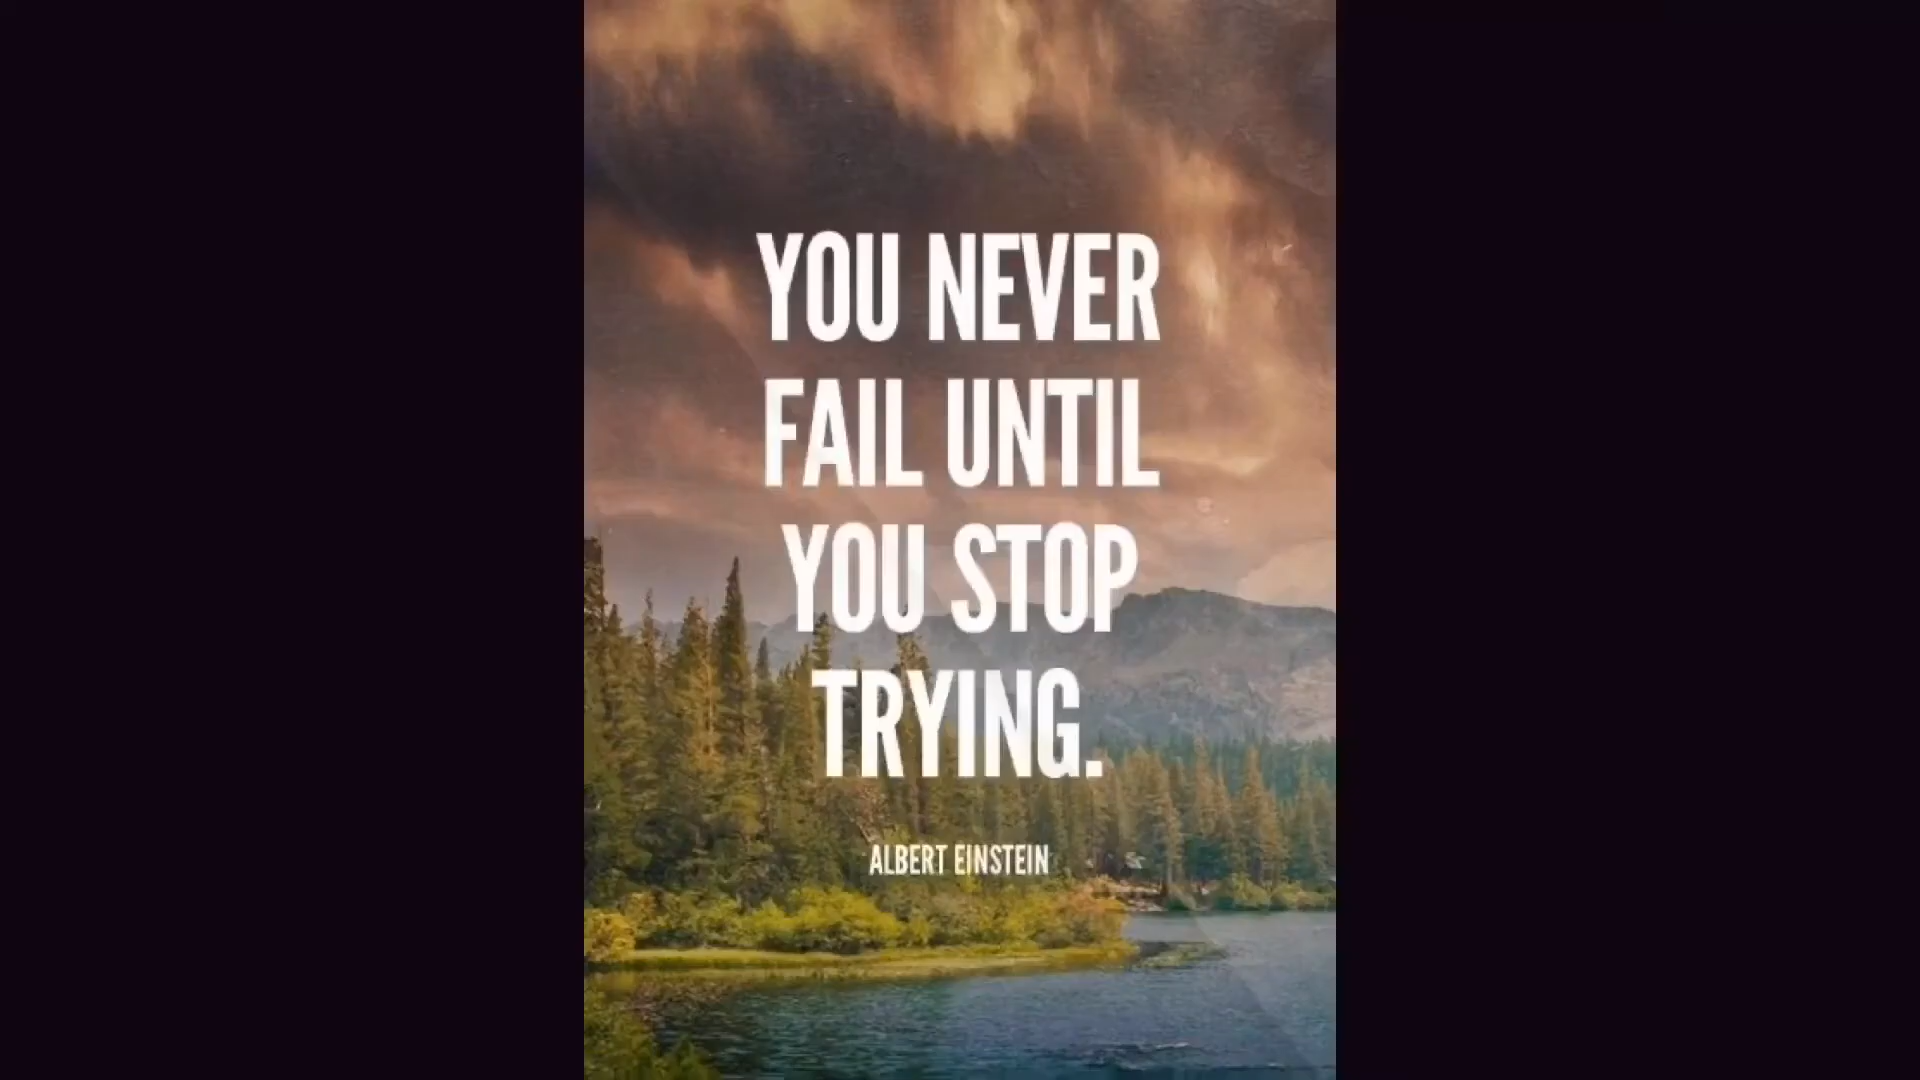 YOU NEVER
FAIL UNTIL
YOU STOP
TRYING.
ALBERT EINSTEIN